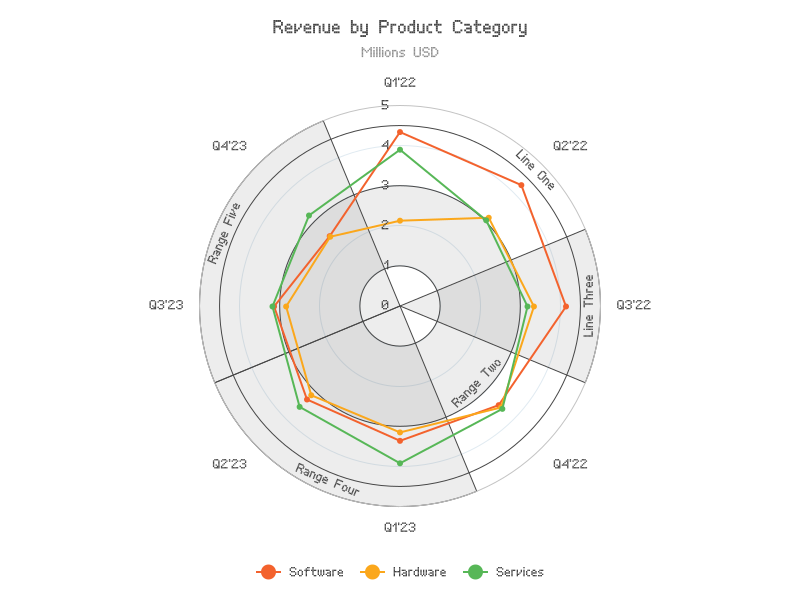 Revenue by Product Category
Millions USD
Q1'22
5
Q4'23
4
Q2'22
Line One
3
Range Five
2
1
Q3'23
0
Line Three
Q3'22
Range Two
Q2'23
Range Four
Q4'22
Q1'23
Software
Hardware
Services